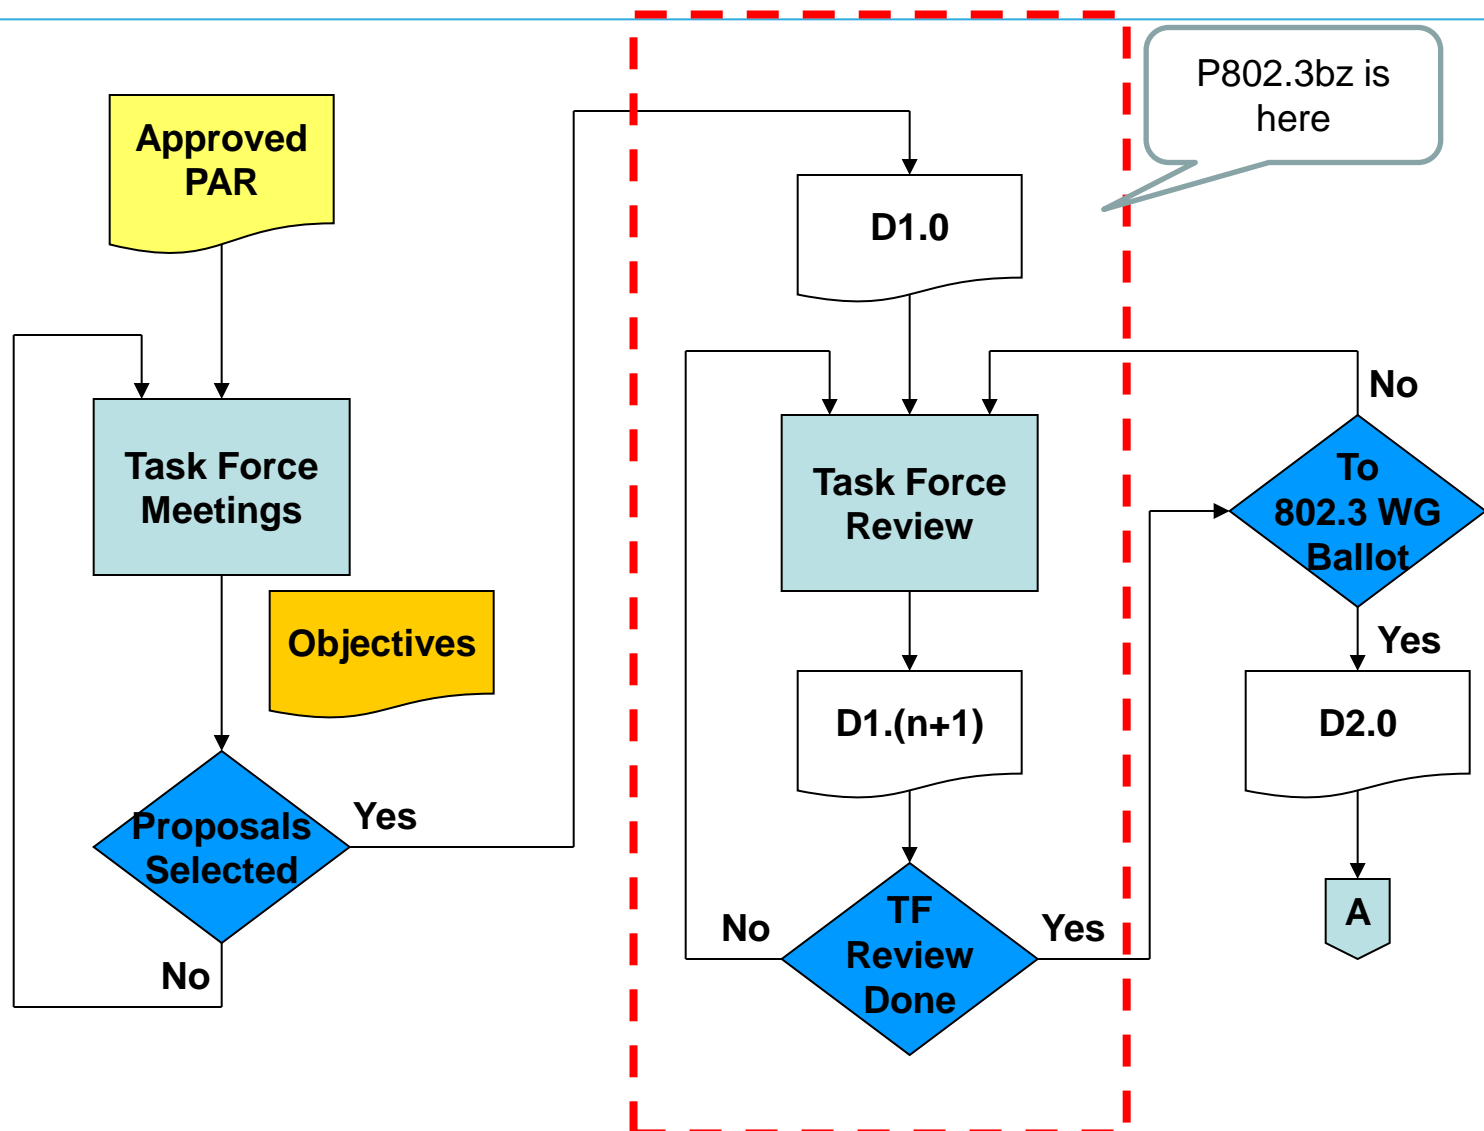 Approved
PAR
Task Force
Meetings
Objectives
Proposals
Selected
Yes
No
P802.3bz is
here
D1.0
Task Force
Review
D1.(n+1)
TF
Review
Done
No
Yes
To
802.3 WG
Ballot
No
Yes
D2.0
A